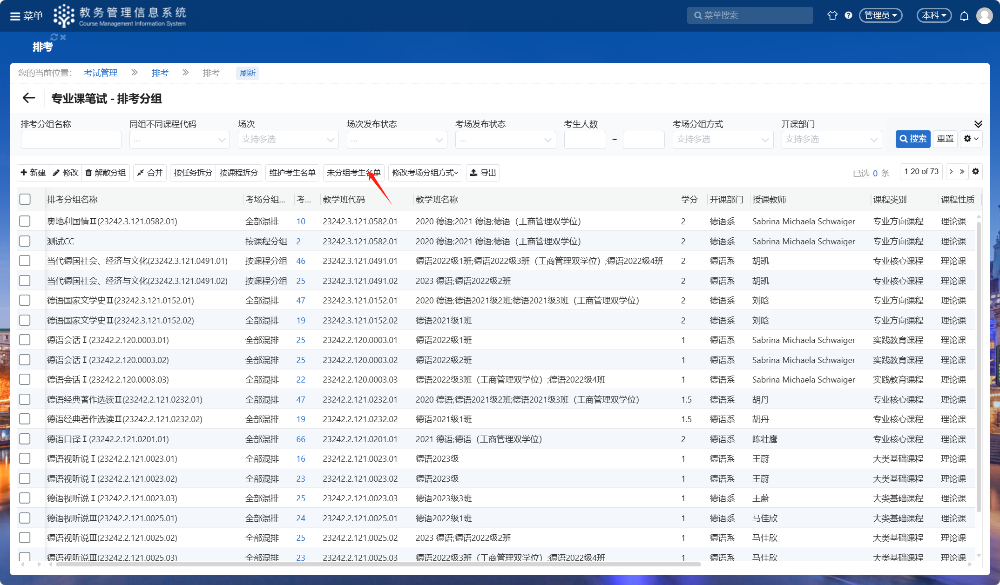 菜单 教务管理信息系统 菜单搜索 管理员 本科
Course Management Information System
排考
您的当前位置： 考试管理 排考 排考 刷新
专业课笔试 - 排考分组
排考分组名称 同组不同课程代码 场次 场次发布状态 考场发布状态 考生人数 考场分组方式 开课部门
... 支持多选 ... ... ~ 支持多选 支持多选 搜索 重置
新建 修改 解散分组 合并 按任务拆分 按课程拆分 维护考生名单 未分组考生名单 修改考场分组方式 导出 已选 0 条 1-20 of 73
排考分组名称 考场分组... 考... 教学班代码 教学班名称 学分 开课部门 授课教师 课程类别 课程性质
奥地利国情Ⅱ(23242.3.121.0582.01) 全部混排 10 23242.3.121.0582.01 2020 德语;2021 德语;德语（工商管理双学位） 2 德语系 Sabrina Michaela Schwaiger 专业方向课程 理论课
测试CC 按课程分组 2 23242.3.121.0582.01 2020 德语;2021 德语;德语（工商管理双学位） 2 德语系 Sabrina Michaela Schwaiger 专业方向课程 理论课
当代德国社会、经济与文化(23242.3.121.0491.01) 按课程分组 46 23242.3.121.0491.01 德语2022级1班;德语2022级3班（工商管理双学位）;德语2022级4班 2 德语系 胡凯 专业核心课程 理论课
当代德国社会、经济与文化(23242.3.121.0491.02) 按课程分组 25 23242.3.121.0491.02 2023 德语;德语2022级2班 2 德语系 胡凯 专业核心课程 理论课
德语国家文学史Ⅱ(23242.3.121.0152.01) 全部混排 47 23242.3.121.0152.01 2020 德语;德语2021级2班;德语2021级3班（工商管理双学位） 2 德语系 刘晗 专业方向课程 理论课
德语国家文学史Ⅱ(23242.3.121.0152.02) 全部混排 19 23242.3.121.0152.02 德语2021级1班 2 德语系 刘晗 专业方向课程 理论课
德语会话Ⅰ(23242.2.120.0003.01) 全部混排 25 23242.2.120.0003.01 德语2022级1班 1 德语系 Sabrina Michaela Schwaiger 实践教育课程 理论课
德语会话Ⅰ(23242.2.120.0003.02) 全部混排 25 23242.2.120.0003.02 德语2022级2班 1 德语系 Sabrina Michaela Schwaiger 实践教育课程 理论课
德语会话Ⅰ(23242.2.120.0003.03) 全部混排 22 23242.2.120.0003.03 德语2022级3班（工商管理双学位）;德语2022级4班 1 德语系 Sabrina Michaela Schwaiger 实践教育课程 理论课
德语经典著作选读Ⅱ(23242.2.121.0232.01) 全部混排 47 23242.2.121.0232.01 2020 德语;德语2021级2班;德语2021级3班（工商管理双学位） 1.5 德语系 胡丹 专业核心课程 理论课
德语经典著作选读Ⅱ(23242.2.121.0232.02) 全部混排 19 23242.2.121.0232.02 德语2021级1班 1.5 德语系 胡丹 专业核心课程 理论课
德语口译Ⅰ(23242.2.121.0201.01) 全部混排 66 23242.2.121.0201.01 2021 德语;德语（工商管理双学位） 2 德语系 陈壮鹰 专业核心课程 理论课
德语视听说Ⅰ(23242.2.121.0023.01) 全部混排 16 23242.2.121.0023.01 德语2023级 1 德语系 王蔚 大类基础课程 理论课
德语视听说Ⅰ(23242.2.121.0023.02) 全部混排 23 23242.2.121.0023.02 德语2023级 1 德语系 王蔚 大类基础课程 理论课
德语视听说Ⅰ(23242.2.121.0023.03) 全部混排 25 23242.2.121.0023.03 德语2023级3班 1 德语系 王蔚 大类基础课程 理论课
德语视听说Ⅲ(23242.2.121.0025.01) 全部混排 24 23242.2.121.0025.01 德语2022级1班 1 德语系 马佳欣 大类基础课程 理论课
德语视听说Ⅲ(23242.2.121.0025.02) 全部混排 25 23242.2.121.0025.02 2023 德语;德语2022级2班 1 德语系 马佳欣 大类基础课程 理论课
德语视听说Ⅲ(23242.2.121.0025.03) 全部混排 23 23242.2.121.0025.03 德语2022级3班（工商管理双学位）;德语2022级4班 1 德语系 马佳欣 大类基础课程 理论课